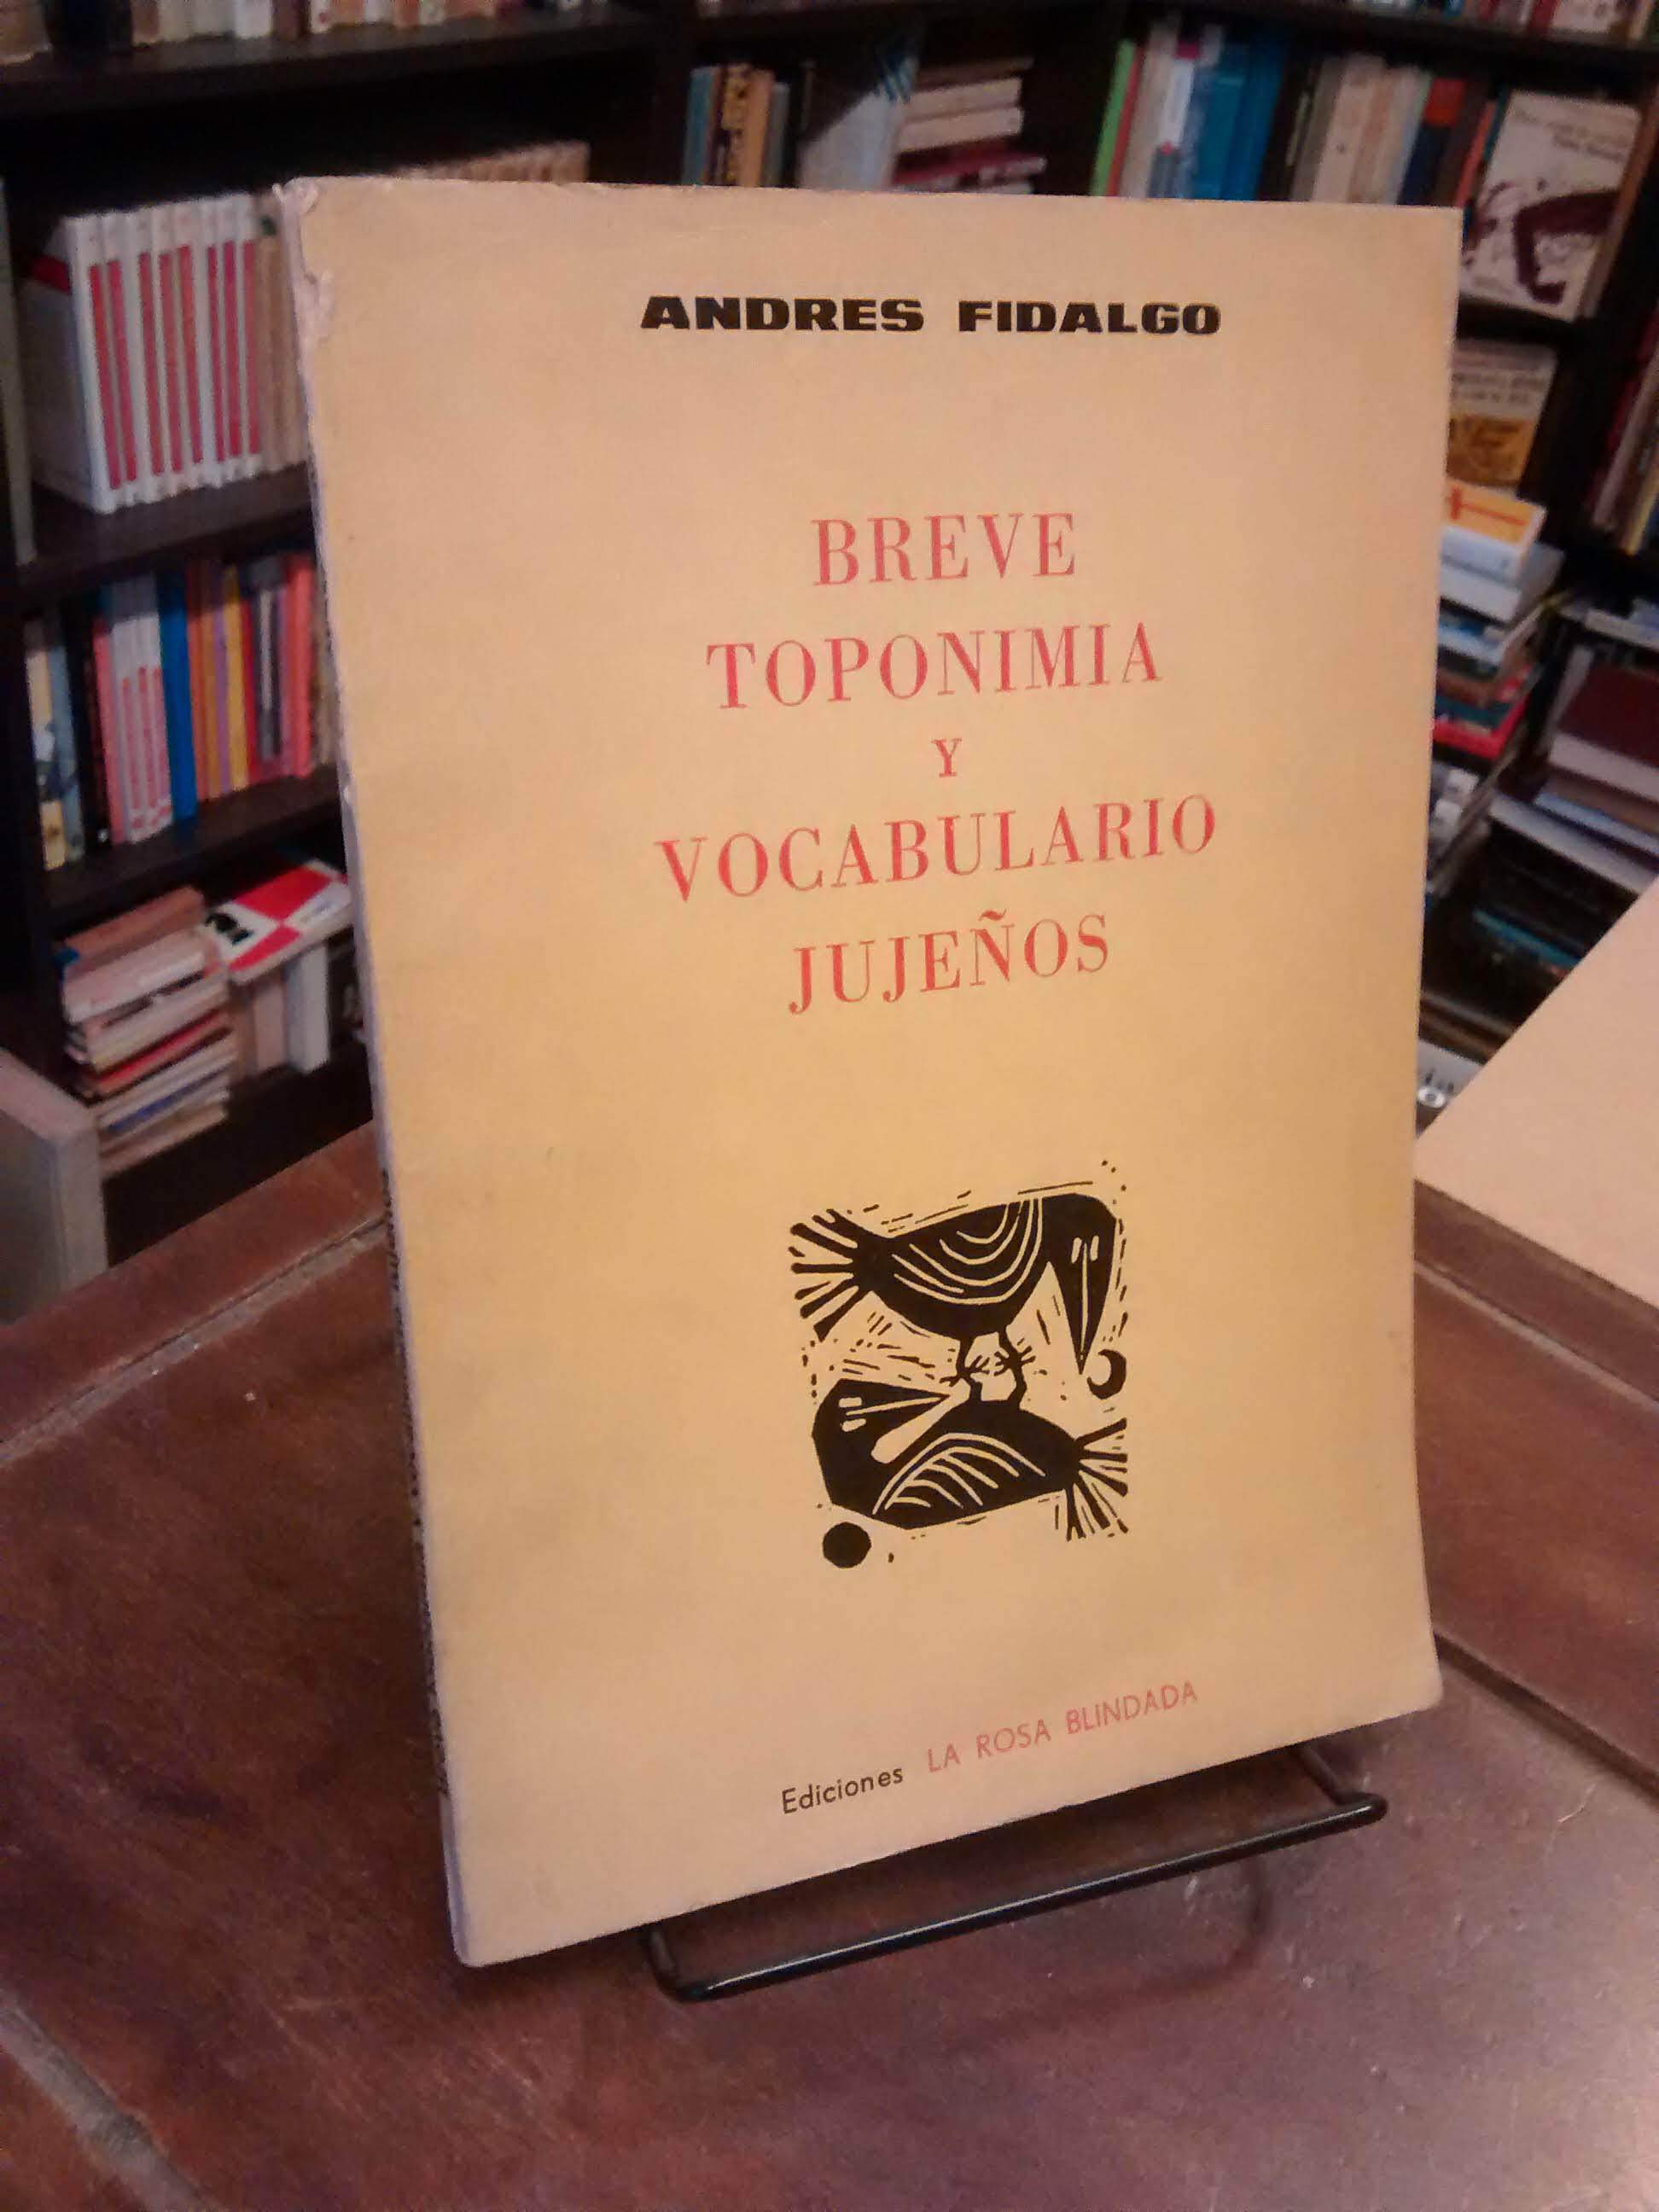 ANDRES FIDALGO
BREVE
TOPONIMIA
Y
VOCABULARIO
JUJEÑOS
Ediciones LA ROSA BLINDADA